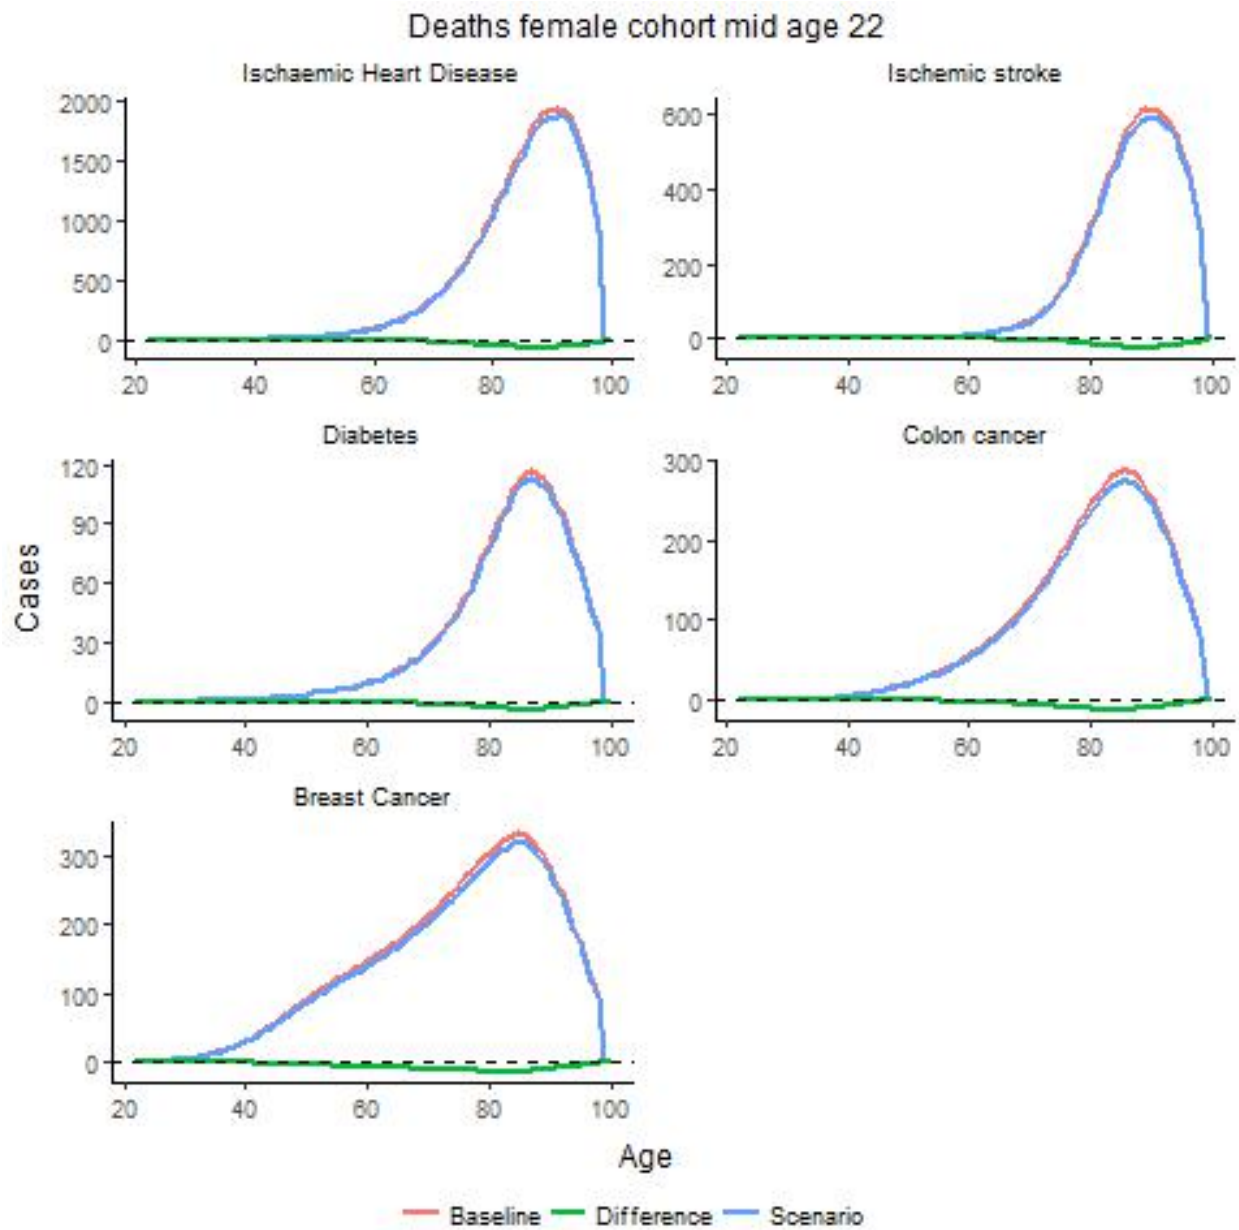 Deaths female cohort mid age 22
Ischaemic Heart Disease
2000
1500
1000
500
0
20 40 60 80 100
Ischemic stroke
600
400
200
0
20 40 60 80 100
Diabetes
120
90
60
30
0
20 40 60 80 100
Colon cancer
300
200
100
0
20 40 60 80 100
Breast Cancer
300
200
100
0
20 40 60 80 100
Cases
Age
Baseline Difference Scenario